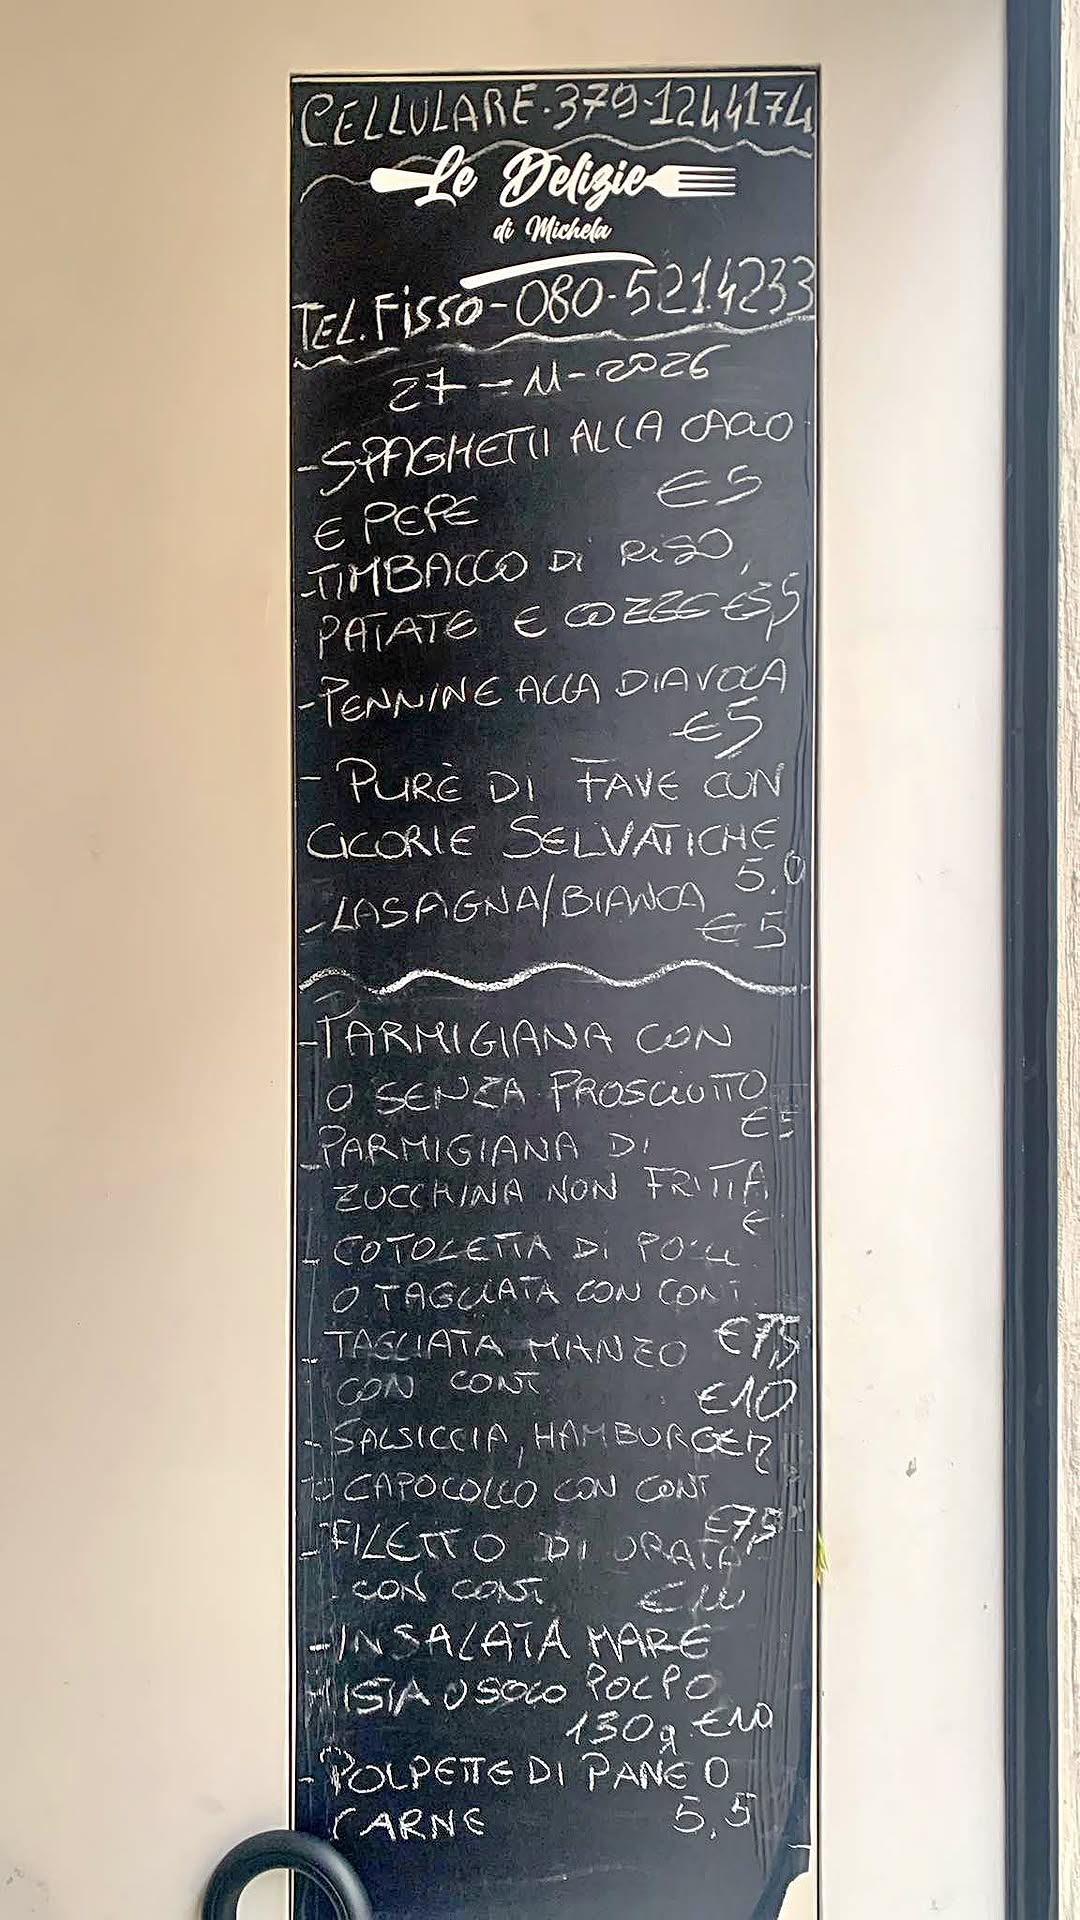 CELLULARE-379-1244174
Le Delizie
di Michela
TEL. FISSO-080-5214233
27-11-2026
-SPAGHETTI ALLA CACIO
E PEPE €5
-TIMBACCO DI RISO,
PATATE E COZZE €5,5
-PENNINE ALLA DIAVOLA
€5
- PURÈ DI FAVE CON
CICORIE SELVATICHE
5.0
-LASAGNA/BIANCA
€5
-PARMIGIANA CON
O SENZA PROSCIUTTO
€5
-PARMIGIANA DI
ZUCCHINA NON FRITTA
€
- COTOLETTA DI
O TAGLIATA CON CONT
- TAGLIATA MANZO €7,5
CON CONT €10
-SALSICCIA, HAMBURGER
CAPOCOLLO CON CONT
€7,5
-FILETTO DI ORATA
CON CONT €10
-INSALATA MARE
MISTA O SOLO POLPO
130g €10
-POLPETTE DI PANE O
CARNE 5,5